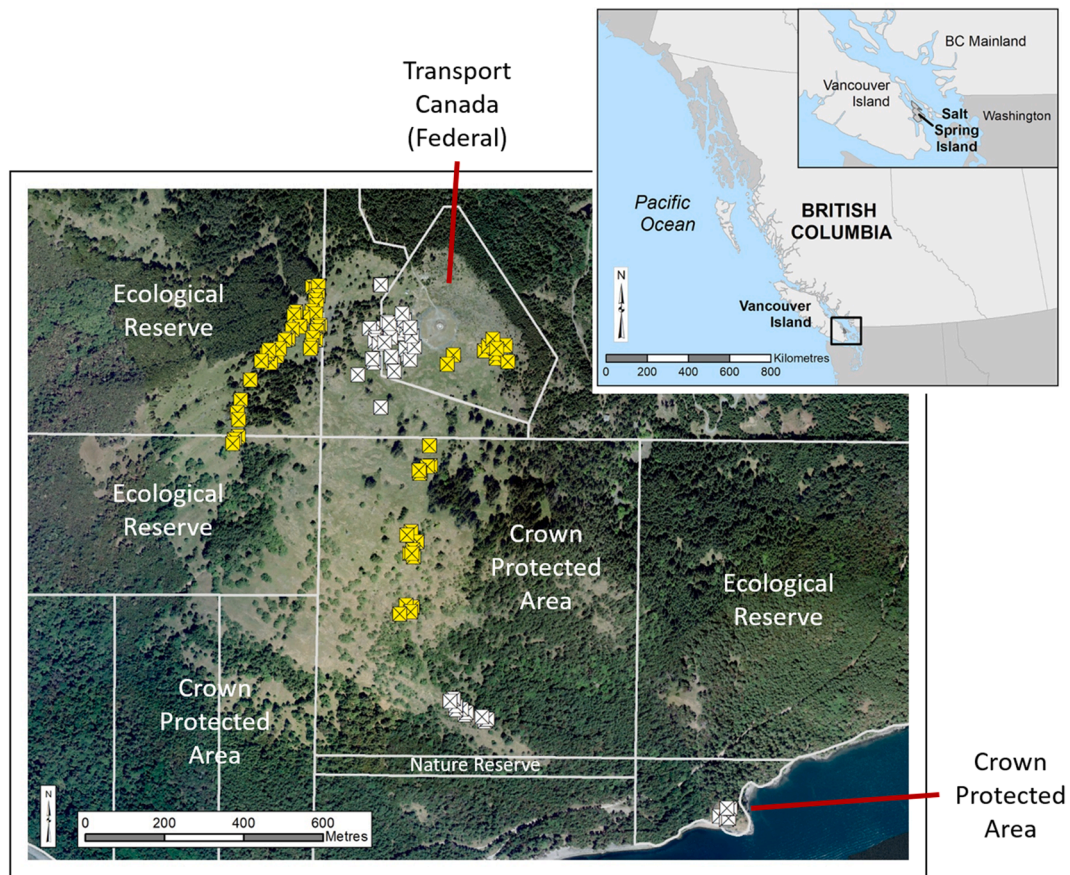 Transport
Canada
(Federal)
BC Mainland
Vancouver
Island
Salt
Spring
Island
Washington
Pacific
Ocean
BRITISH
COLUMBIA
N
Vancouver
Island
Kilometres
0 200 400 600 800
Ecological
Reserve
Ecological
Reserve
Crown
Protected
Area
Ecological
Reserve
Crown
Protected
Area
Nature Reserve
N
0 200 400 600
Metres
Crown
Protected
Area